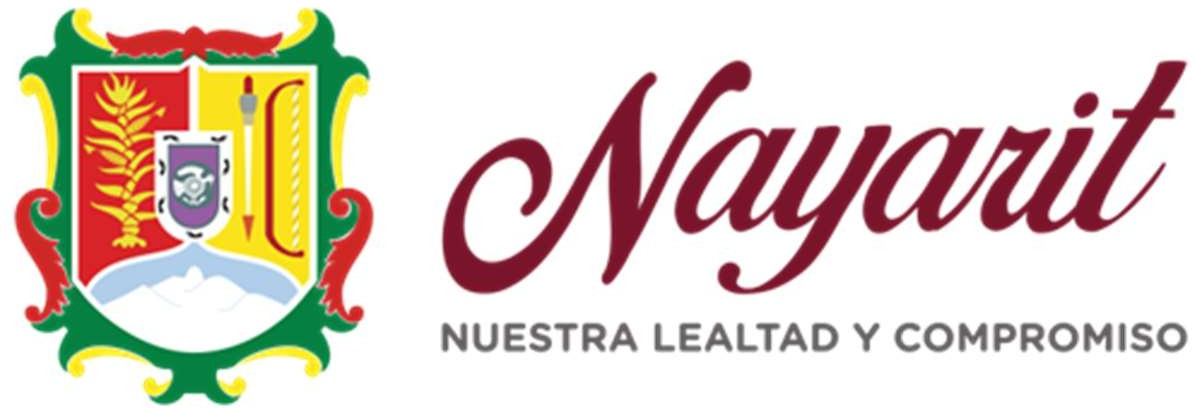 Nayarit
NUESTRA LEALTAD Y COMPROMISO